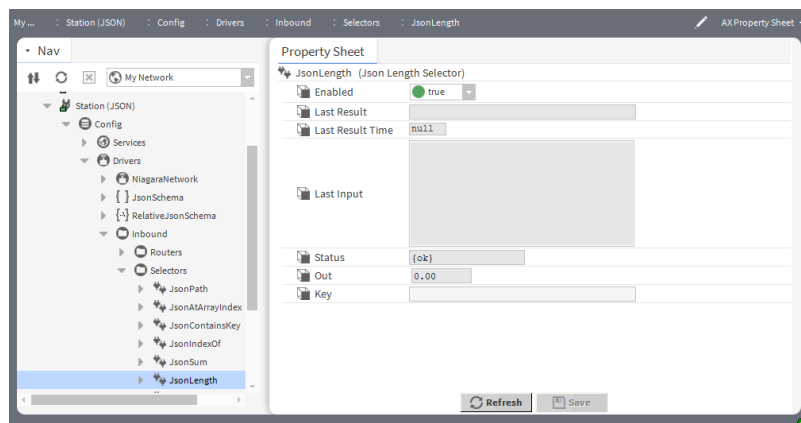 My ... : Station (JSON) : Config : Drivers : Inbound : Selectors : JsonLength AX Property Sheet
Nav
My Network
Station (JSON)
Config
Services
Drivers
NiagaraNetwork
JsonSchema
RelativeJsonSchema
Inbound
Routers
Selectors
JsonPath
JsonAtArrayIndex
JsonContainsKey
JsonIndexOf
JsonSum
JsonLength
Property Sheet
JsonLength (Json Length Selector)
Enabled true
Last Result
Last Result Time null
Last Input
Status {ok}
Out 0.00
Key
Refresh Save